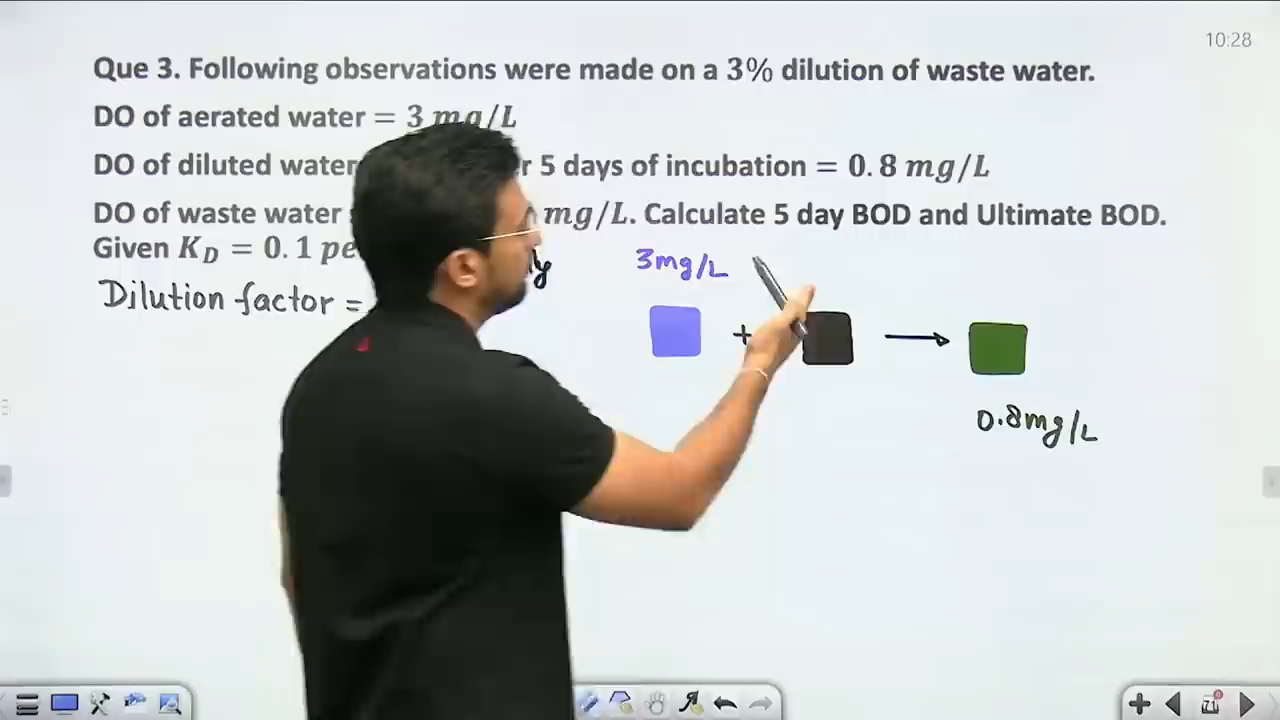 10:28
Que 3. Following observations were made on a 3% dilution of waste water.
DO of aerated water = 3 mg/L
DO of diluted water 5 days of incubation = 0.8 mg/L
DO of waste water mg/L. Calculate 5 day BOD and Ultimate BOD.
Given K_D = 0.1
3mg/L
Dilution factor =
+
0.8mg/L